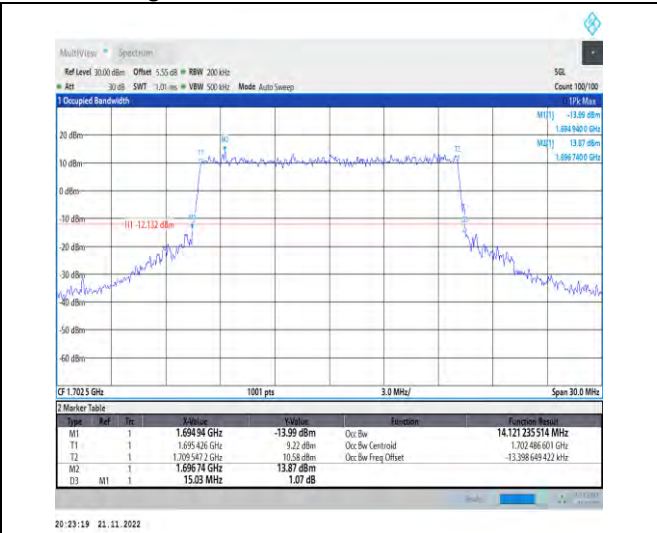 MultiView Spectrum
Ref Level 30.00 dBm Offset 5.55 dB RBW 200 kHz SGL
Att 30 dB SWT 1.01 ms VBW 500 kHz Mode Auto Sweep Count 100/100
1 Occupied Bandwidth 1Pk Max
M1[1] -13.99 dBm
1.694 940 0 GHz
M2[1] 13.87 dBm
1.696 740 0 GHz
20 dBm
M2
T1
T2
10 dBm
0 dBm
-10 dBm
H1 -12.132 dBm
-20 dBm
-30 dBm
-40 dBm
-50 dBm
-60 dBm
CF 1.702 5 GHz 1001 pts 3.0 MHz/ Span 30.0 MHz
2 Marker Table
Type Ref Trc X-Value Y-Value Function Function Result
M1 1 1.694 94 GHz -13.99 dBm Occ Bw 14.121 235 514 MHz
T1 1 1.695 426 GHz 9.22 dBm Occ Bw Centroid 1.702 486 601 GHz
T2 1 1.709 547 2 GHz 10.58 dBm Occ Bw Freq Offset -13.398 649 422 kHz
M2 1 1.696 74 GHz 13.87 dBm
D3 M1 1 15.03 MHz 1.07 dB
20:23:19 21.11.2022